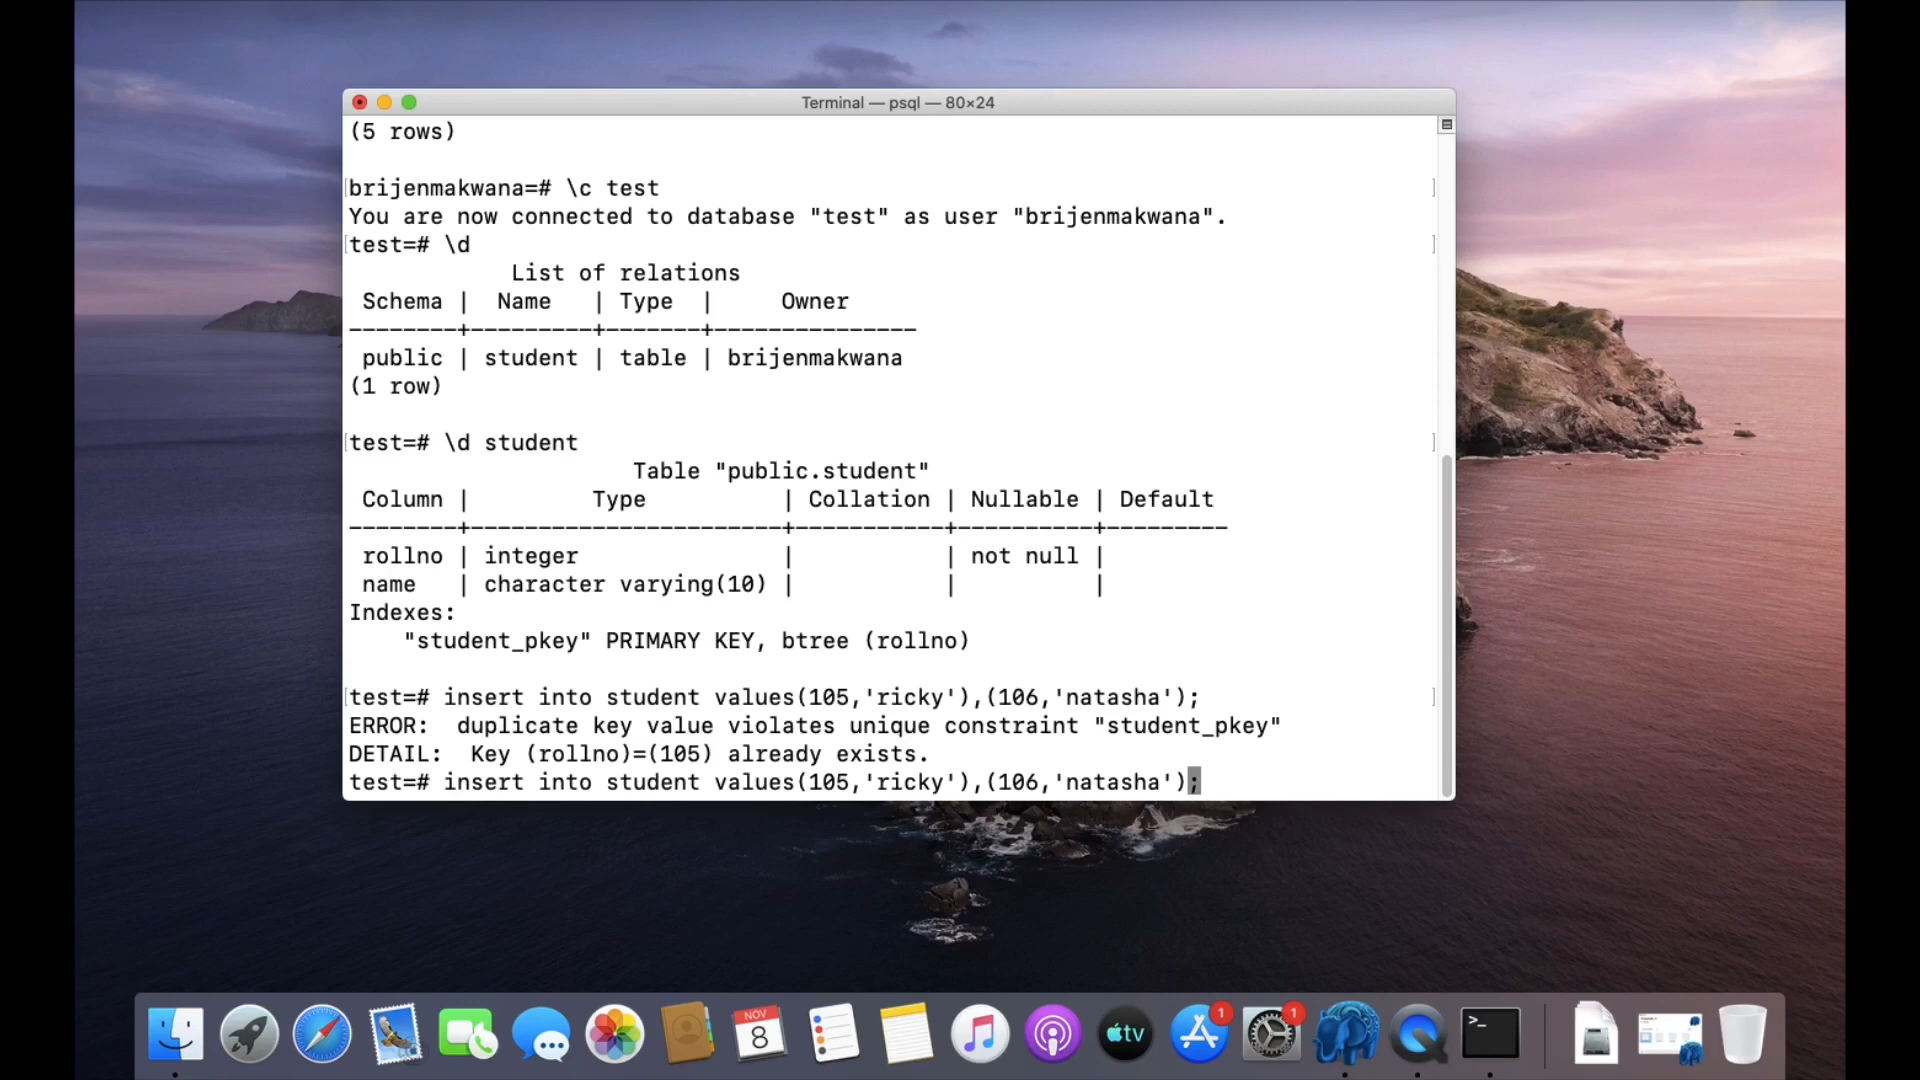 Terminal — psql — 80×24
(5 rows)
brijenmakwana=# \c test
You are now connected to database "test" as user "brijenmakwana".
test=# \d
List of relations
Schema | Name | Type | Owner
--------+---------+-------+---------------
public | student | table | brijenmakwana
(1 row)
test=# \d student
Table "public.student"
Column | Type | Collation | Nullable | Default
--------+-----------------------+-----------+----------+---------
rollno | integer | | not null |
name | character varying(10) | | |
Indexes:
"student_pkey" PRIMARY KEY, btree (rollno)
test=# insert into student values(105,'ricky'),(106,'natasha');
ERROR: duplicate key value violates unique constraint "student_pkey"
DETAIL: Key (rollno)=(105) already exists.
test=# insert into student values(105,'ricky'),(106,'natasha');
NOV
8
tv
1
1
>_